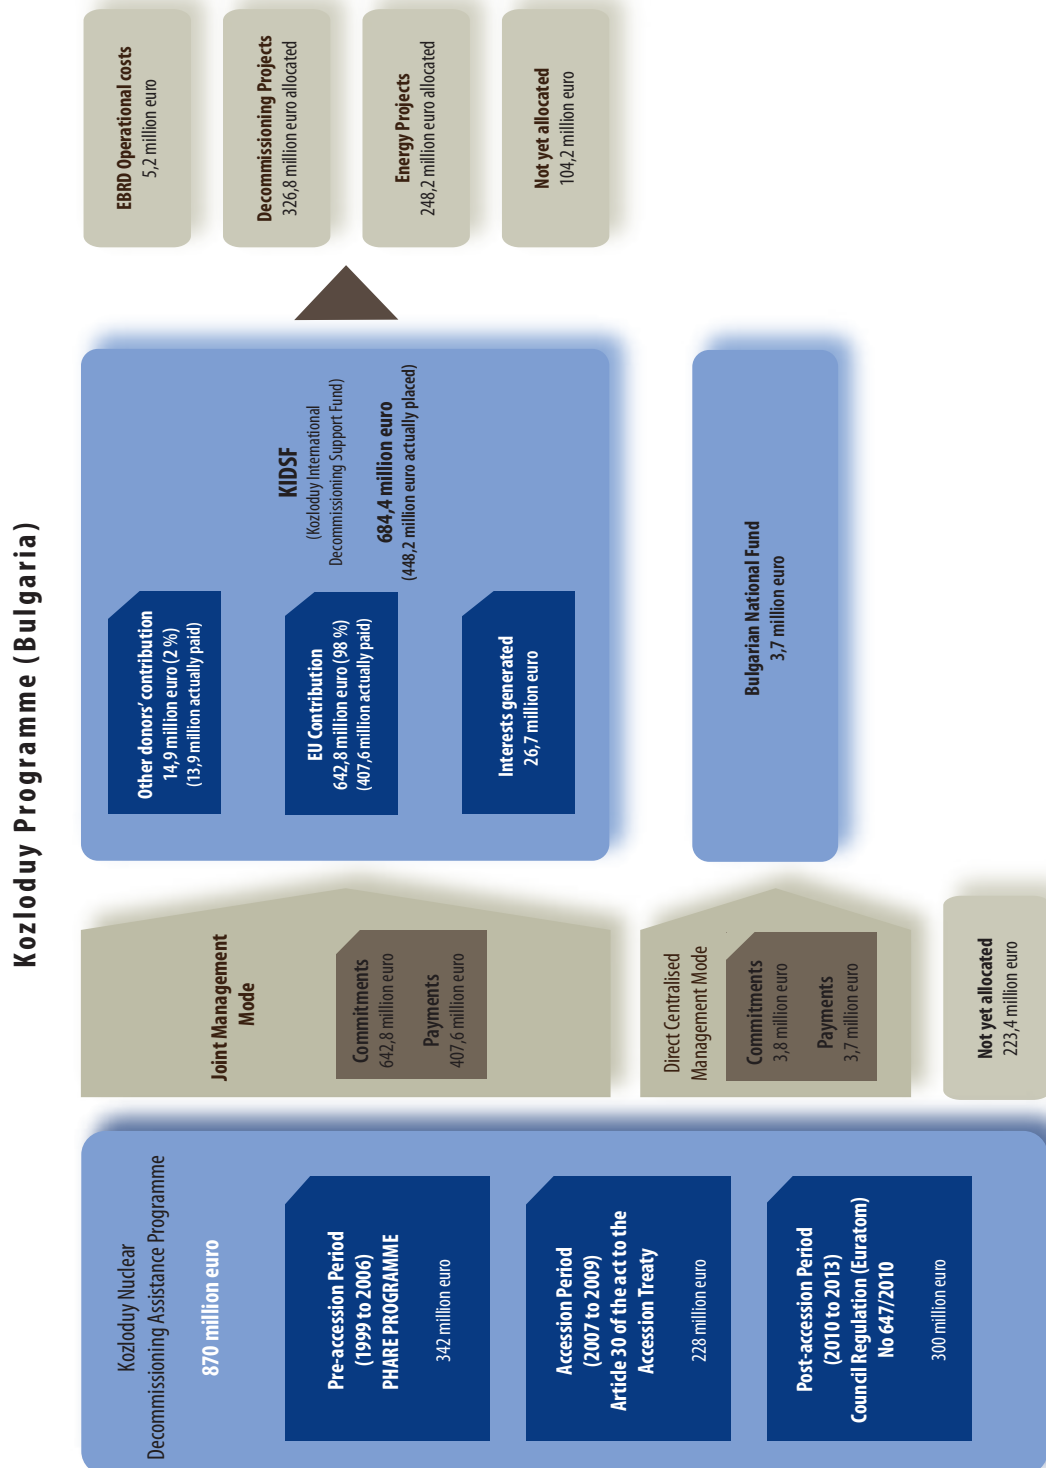 Kozloduy Programme (Bulgaria)
Kozloduy Nuclear
Decommissioning Assistance Programme
870 million euro
Pre-accession Period
(1999 to 2006)
PHARE PROGRAMME
342 million euro
Accession Period
(2007 to 2009)
Article 30 of the act to the
Accession Treaty
228 million euro
Post-accession Period
(2010 to 2013)
Council Regulation (Euratom)
No 647/2010
300 million euro
Joint Management
Mode
Commitments
642,8 million euro
Payments
407,6 million euro
Direct Centralised
Management Mode
Commitments
3,8 million euro
Payments
3,7 million euro
Not yet allocated
223,4 million euro
Other donors' contribution
14,9 million euro (2 %)
(13,9 million actually paid)
EU Contribution
642,8 million euro (98 %)
(407,6 million actually paid)
Interests generated
26,7 million euro
KIDSF
(Kozloduy International
Decommissioning Support Fund)
684,4 million euro
(448,2 million euro actually placed)
Bulgarian National Fund
3,7 million euro
EBRD Operational costs
5,2 million euro
Decommissioning Projects
326,8 million euro allocated
Energy Projects
248,2 million euro allocated
Not yet allocated
104,2 million euro